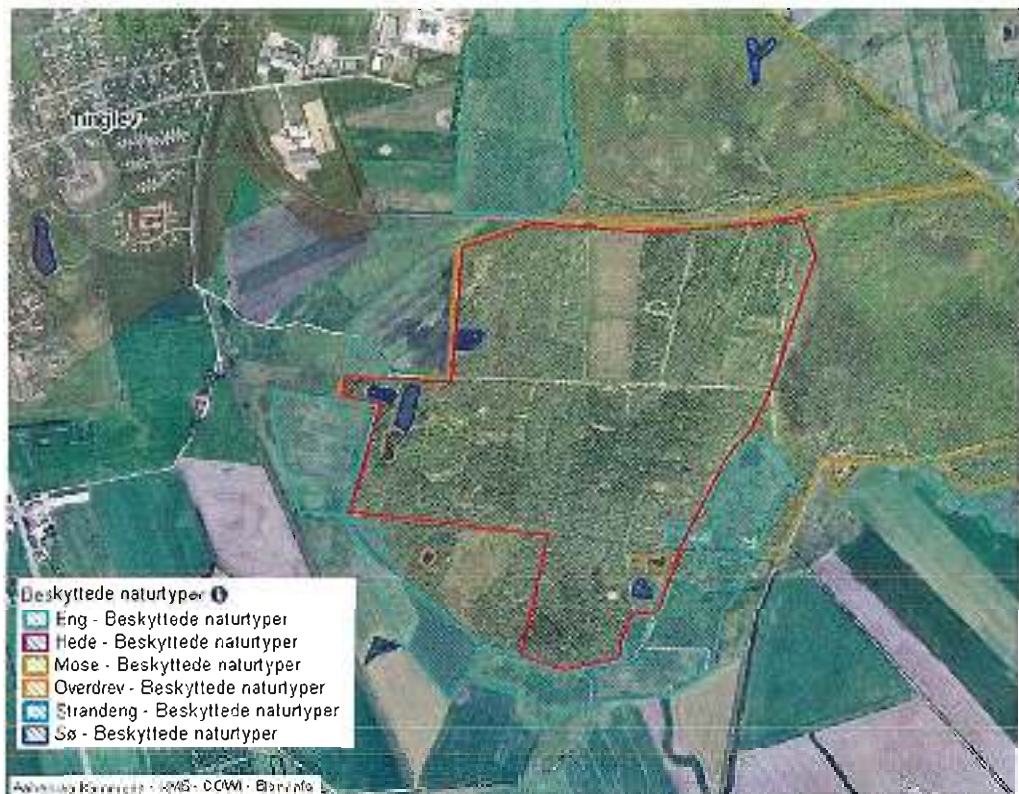 Tinglev
Beskyttede naturtyper
Eng - Beskyttede naturtyper
Hede - Beskyttede naturtyper
Mose - Beskyttede naturtyper
Overdrev - Beskyttede naturtyper
Strandeng - Beskyttede naturtyper
Sø - Beskyttede naturtyper
COWI